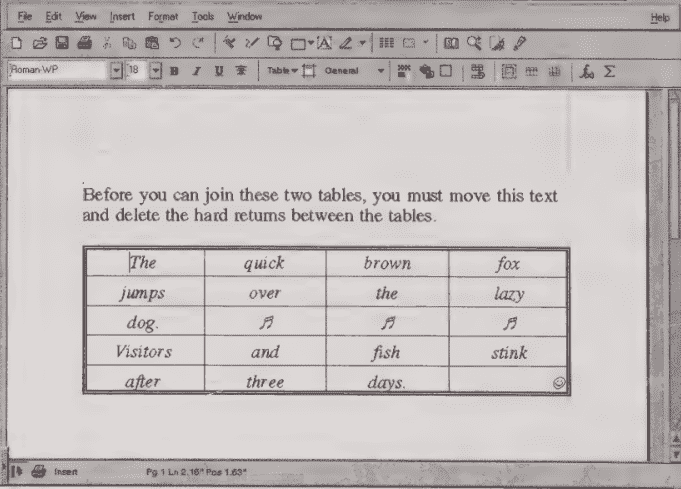 File Edit View Insert Format Tools Window Help
Roman-WP 18 B I U Table General
Before you can join these two tables, you must move this text
and delete the hard returns between the tables.
The quick brown fox
jumps over the lazy
dog. ♬ ♬ ♬
Visitors and fish stink
after three days. ☺
Insert Pg 1 Ln 2.16" Pos 1.63"